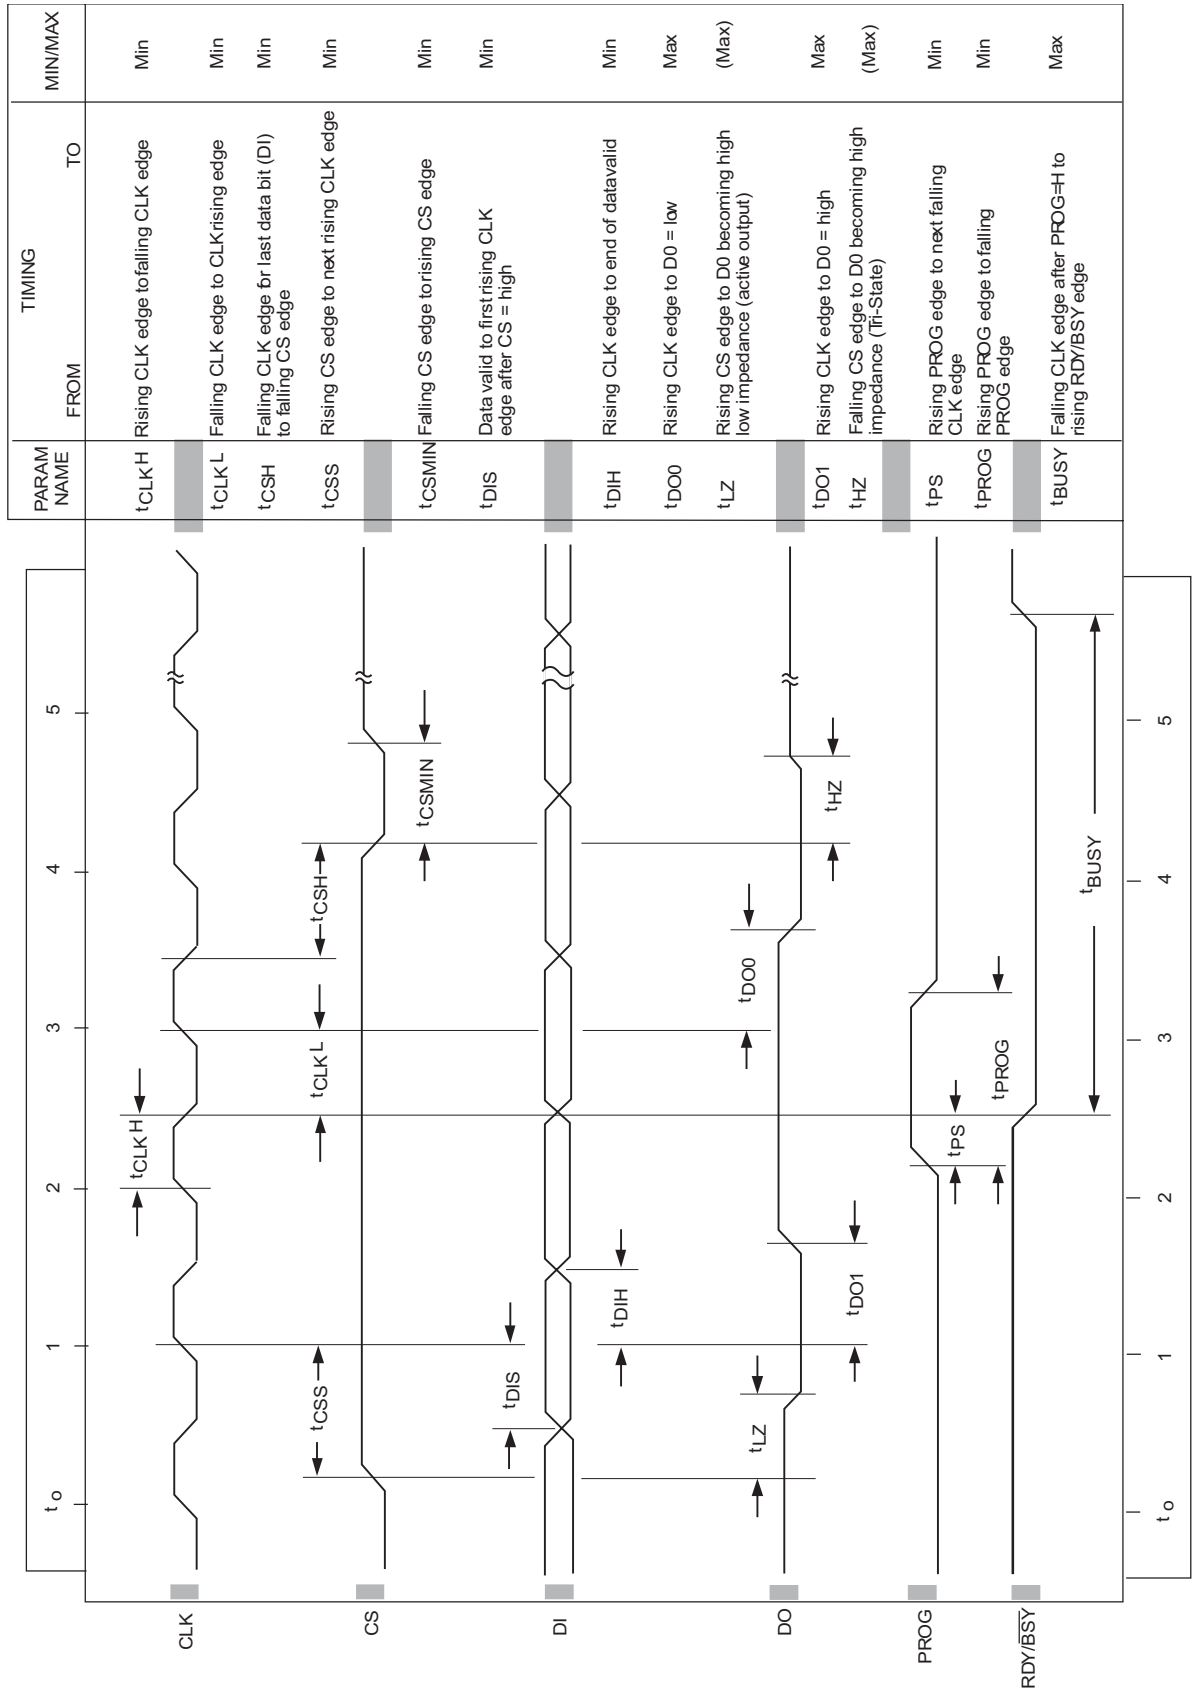 to 1 2 3 4 5
CLK
CS
DI
DO
PROG
RDY/BSY
tCLKH
tCSS
tCLKL
tCSH
tCSMIN
tDIS
tDIH
tLZ
tDO0
tDO1
tHZ
tPS
tPROG
tBUSY
to 1 2 3 4 5
PARAM
NAME
TIMING
FROM TO
MIN/MAX
tCLKH Rising CLK edge to falling CLK edge Min
tCLKL Falling CLK edge to CLK rising edge Min
tCSH Falling CLK edge for last data bit (DI) Min
to falling CS edge
tCSS Rising CS edge to next rising CLK edge Min
tCSMIN Falling CS edge to rising CS edge Min
tDIS Data valid to first rising CLK Min
edge after CS = high
tDIH Rising CLK edge to end of data valid Min
tDO0 Rising CLK edge to D0 = low Max
tLZ Rising CS edge to D0 becoming high (Max)
low impedance (active output)
tDO1 Rising CLK edge to D0 = high Max
tHZ Falling CS edge to D0 becoming high (Max)
impedance (Tri-State)
tPS Rising PROG edge to next falling Min
CLK edge
tPROG Rising PROG edge to falling Min
PROG edge
tBUSY Falling CLK edge after PROG=H to Max
rising RDY/BSY edge